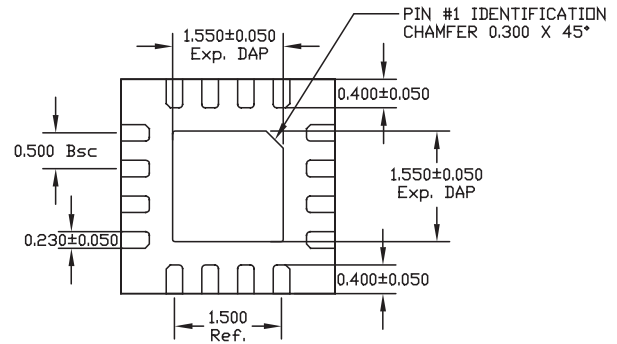 PIN #1 IDENTIFICATION
CHAMFER 0.300 X 45°
1.550±0.050
Exp. DAP
0.400±0.050
0.500 Bsc
1.550±0.050
Exp. DAP
0.230±0.050
0.400±0.050
1.500
Ref.